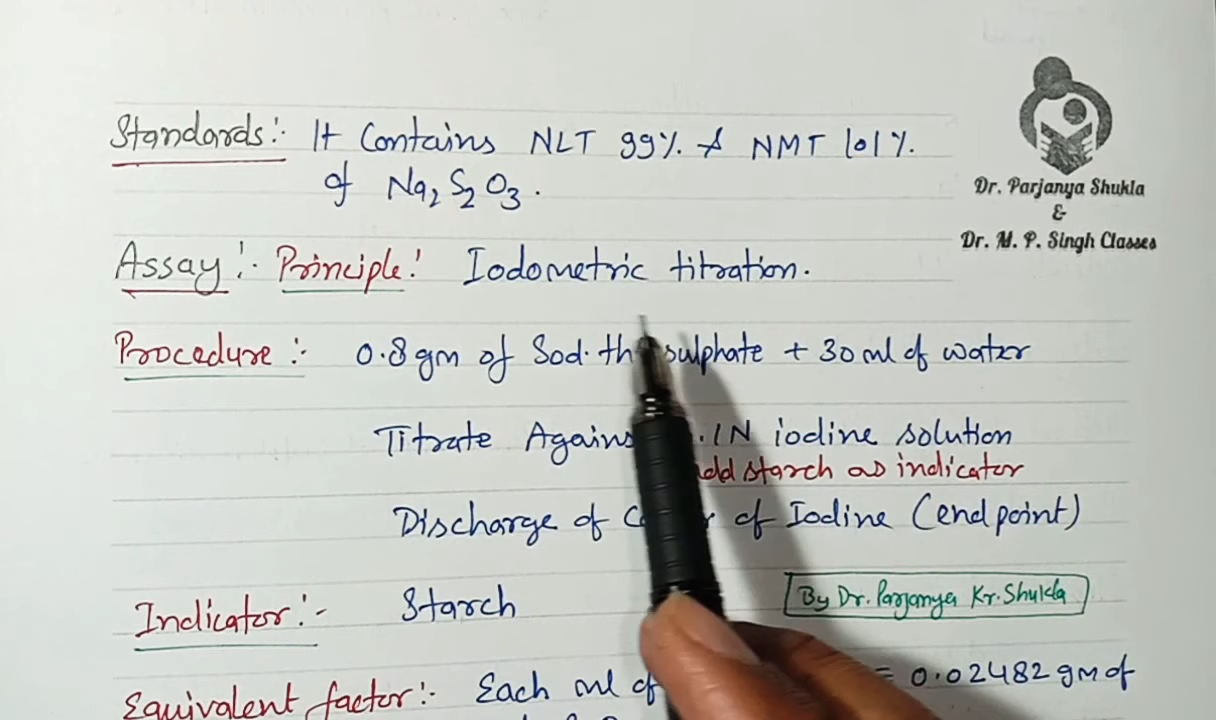 Standards:- It Contains NLT 99% & NMT 101%.
of Na2S2O3.
Dr. Parjanya Shukla
&
Dr. M. P. Singh Classes
Assay:- Principle! Iodometric titration.
Procedure:- 0.8 gm of Sod. sulphate + 30 ml of water
Titrate .1N iodine solution
add starch as indicator
Discharge of of Iodine (end point)
Indicator:- Starch
By Dr. Parjanya Kr. Shukla
Equivalent factor:- Each ml of = 0.02482 gm of